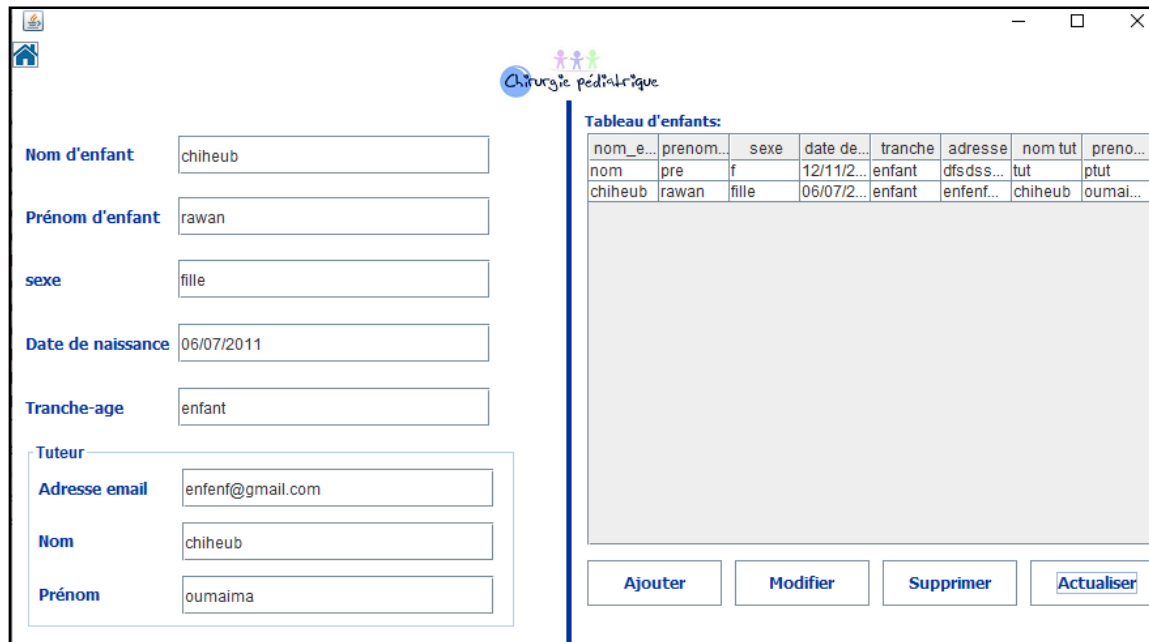 Chirurgie pédiatrique
Nom d'enfant chiheub
Prénom d'enfant rawan
sexe fille
Date de naissance 06/07/2011
Tranche-age enfant
Tuteur
Adresse email enfenf@gmail.com
Nom chiheub
Prénom oumaima
Tableau d'enfants:
nom_e... prenom... sexe date de... tranche adresse nom tut preno...
nom pre f 12/11/2... enfant dfsdss... tut ptut
chiheub rawan fille 06/07/2... enfant enfenf... chiheub oumai...
Ajouter Modifier Supprimer Actualiser